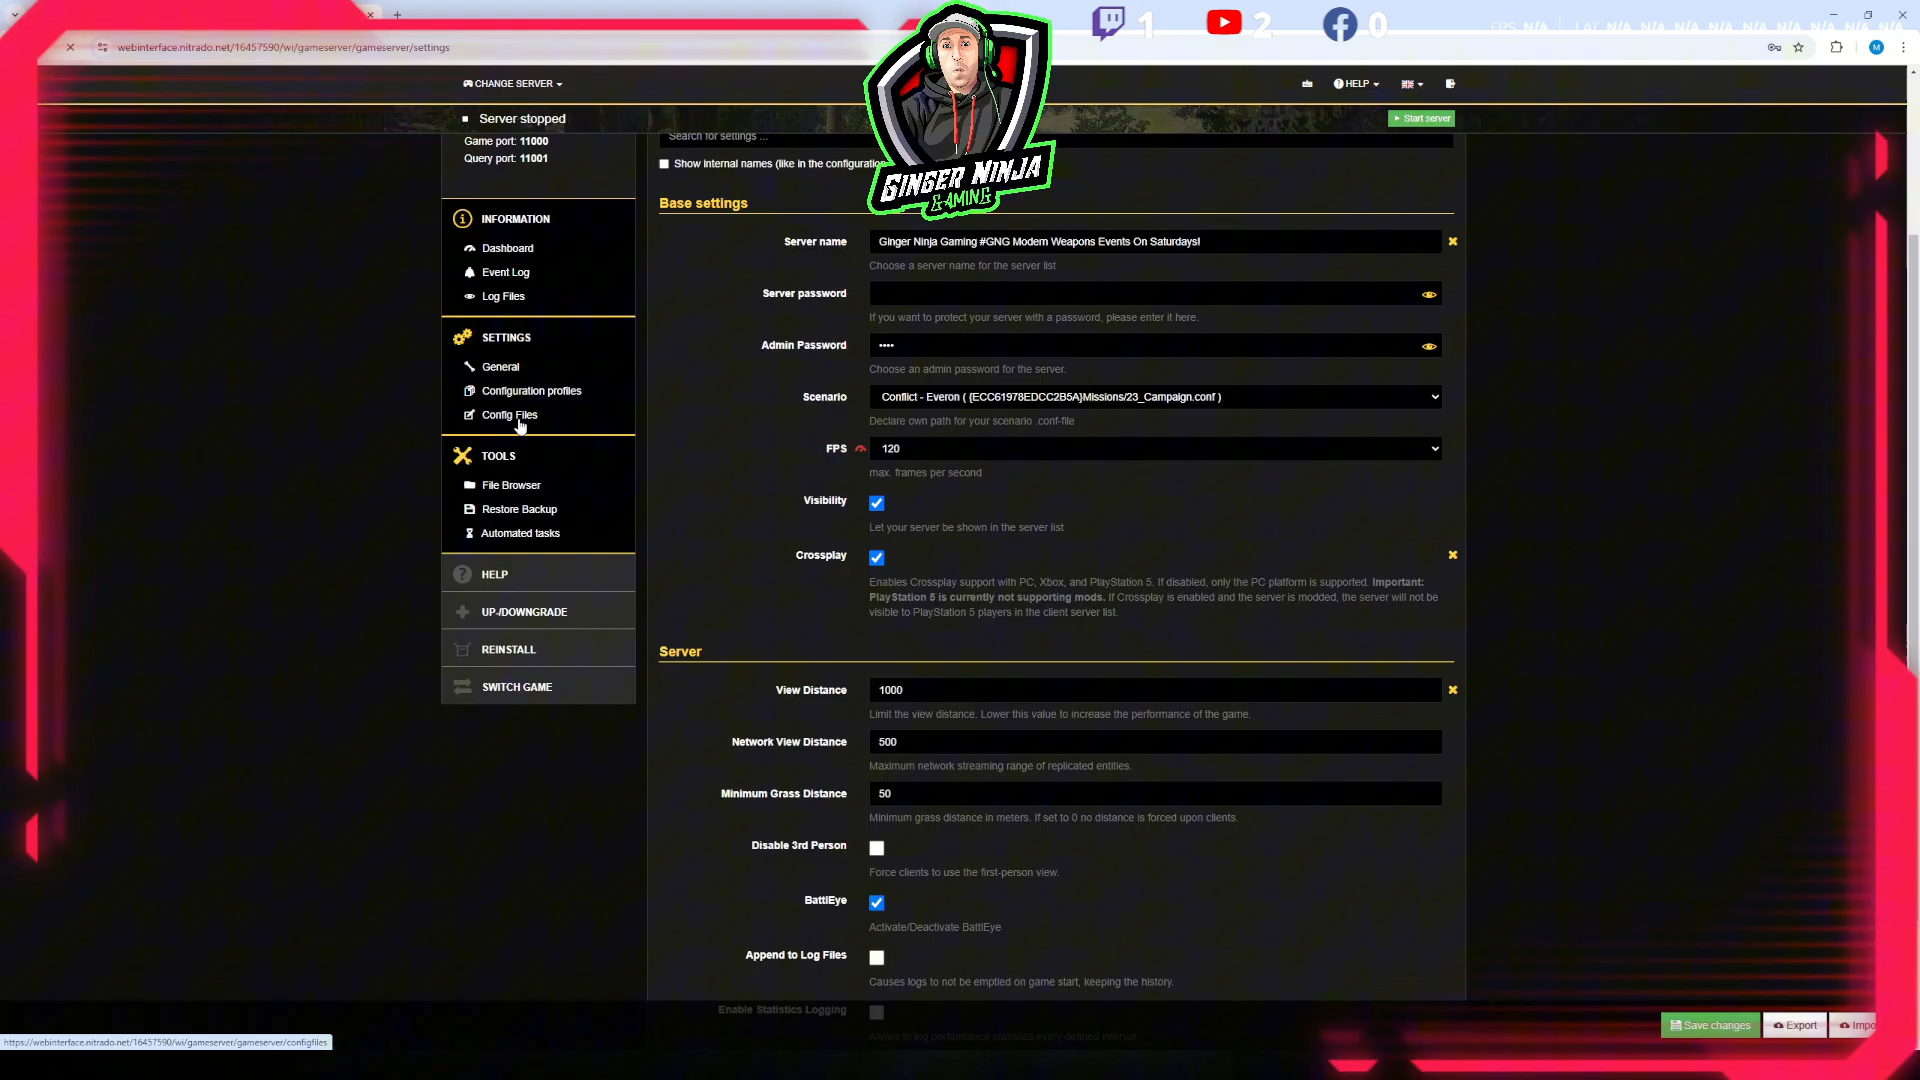 1
2
0
FPS N/A LAT N/A N/A N/A N/A N/A N/A N/A N/A N/A
webinterface.nitrado.net/16457590/wi/gameserver/gameserver/settings
M
CHANGE SERVER
HELP
Server stopped
Start server
Game port: 11000
Query port: 11001
Search for settings ...
Show internal names (like in the configuration
GINGER NINJA
GAMING
INFORMATION
Dashboard
Event Log
Log Files
SETTINGS
General
Configuration profiles
Config Files
TOOLS
File Browser
Restore Backup
Automated tasks
HELP
UP-/DOWNGRADE
REINSTALL
SWITCH GAME
Base settings
Server name
Ginger Ninja Gaming #GNG Modern Weapons Events On Saturdays!
Choose a server name for the server list
Server password
If you want to protect your server with a password, please enter it here.
Admin Password
••••
Choose an admin password for the server.
Scenario
Conflict - Everon ( {ECC61978EDCC2B5A}Missions/23_Campaign.conf )
Declare own path for your scenario .conf-file
FPS
120
max. frames per second
Visibility
Let your server be shown in the server list
Crossplay
Enables Crossplay support with PC, Xbox, and PlayStation 5. If disabled, only the PC platform is supported. Important:
PlayStation 5 is currently not supporting mods. If Crossplay is enabled and the server is modded, the server will not be
visible to PlayStation 5 players in the client server list.
Server
View Distance
1000
Limit the view distance. Lower this value to increase the performance of the game.
Network View Distance
500
Maximum network streaming range of replicated entities.
Minimum Grass Distance
50
Minimum grass distance in meters. If set to 0 no distance is forced upon clients.
Disable 3rd Person
Force clients to use the first-person view.
BattlEye
Activate/Deactivate BattlEye
Append to Log Files
Causes logs to not be emptied on game start, keeping the history.
Enable Statistics Logging
Allows to log performance statistics every defined interval
Save changes
Export
Impo
https://webinterface.nitrado.net/16457590/wi/gameserver/gameserver/configfiles